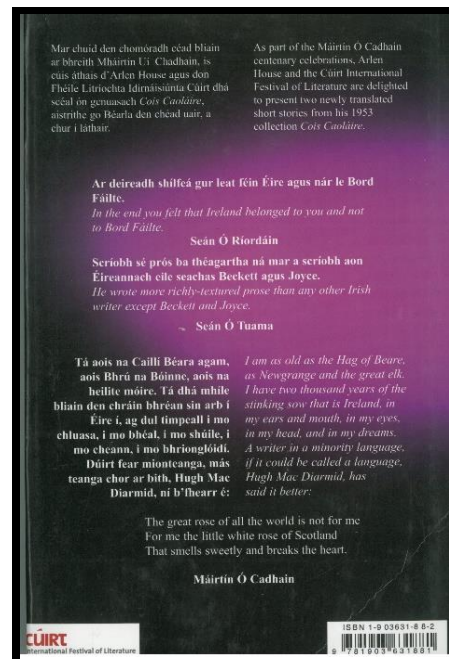 Mar chuid den chomóradh céad bliain
ar bhreith Mháirtín Uí Chadhain, is
cúis áthais d'Arlen House agus don
Fhéile Litríochta Idirnáisiúnta Cúirt dhá
scéal ón gcnuasach Cois Caoláire,
aistrithe go Béarla den chéad uair, a
chur i láthair.
As part of the Máirtín Ó Cadhain
centenary celebrations, Arlen
House and the Cúirt International
Festival of Literature are delighted
to present two newly translated
short stories from his 1953
collection Cois Caoláire.
Ar deireadh shílfeá gur leat féin Éire agus nár le Bord
Fáilte.
In the end you felt that Ireland belonged to you and not
to Bord Fáilte.
Seán Ó Ríordáin
Scríobh sé prós ba théagartha ná mar a scríobh aon
Éireannach eile seachas Beckett agus Joyce.
He wrote more richly-textured prose than any other Irish
writer except Beckett and Joyce.
Seán Ó Tuama
Tá aois na Caillí Béara agam,
aois Bhrú na Bóinne, aois na
heilite móire. Tá dhá mhíle
bliain den chráin bhréan sin arb í
Éire í, ag dul timpeall i mo
chluasa, i mo bhéal, i mo shúile, i
mo cheann, i mo bhrionglóidí.
Dúirt fear mionteanga, más
teanga chor ar bith, Hugh Mac
Diarmid, ní b'fhearr é:
I am as old as the Hag of Beare,
as Newgrange and the great elk.
I have two thousand years of the
stinking sow that is Ireland, in
my ears and mouth, in my eyes,
in my head, and in my dreams.
A writer in a minority language,
if it could be called a language,
Hugh Mac Diarmid, has
said it better:
The great rose of all the world is not for me
For me the little white rose of Scotland
That smells sweetly and breaks the heart.
Máirtín Ó Cadhain
CÚIRT
International Festival of Literature
ISBN 1-903631-88-2
9 781903 631881